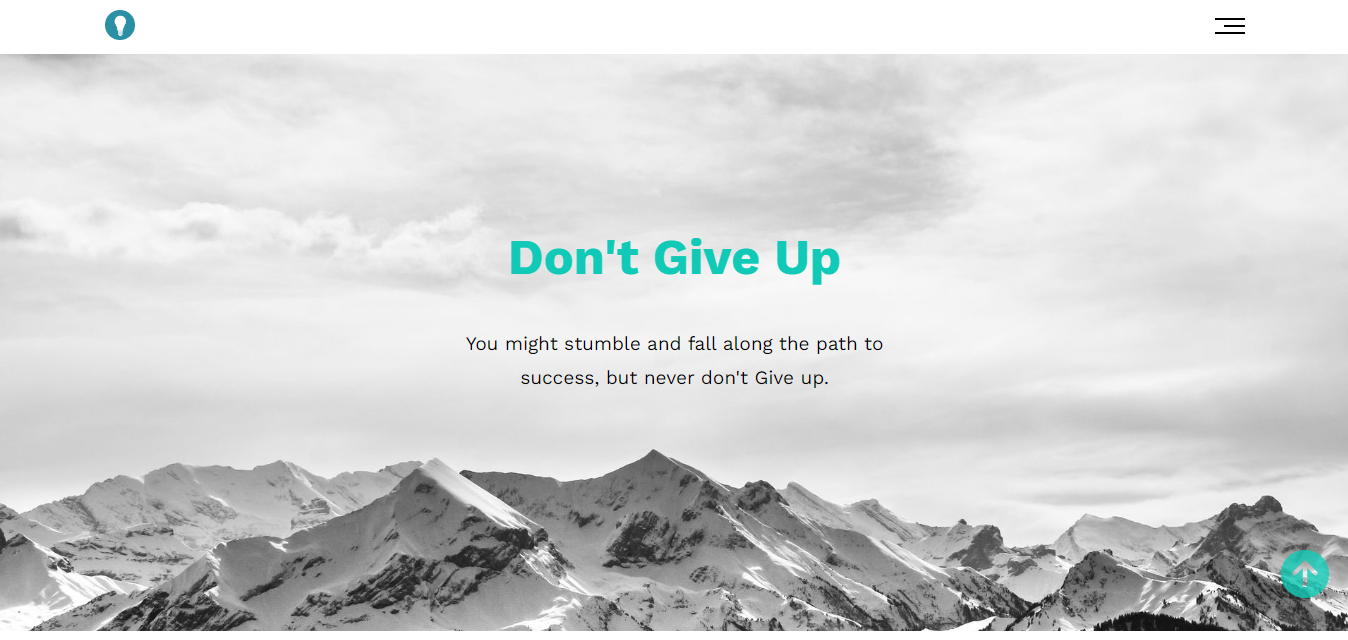 Don't Give Up
You might stumble and fall along the path to
success, but never don't Give up.